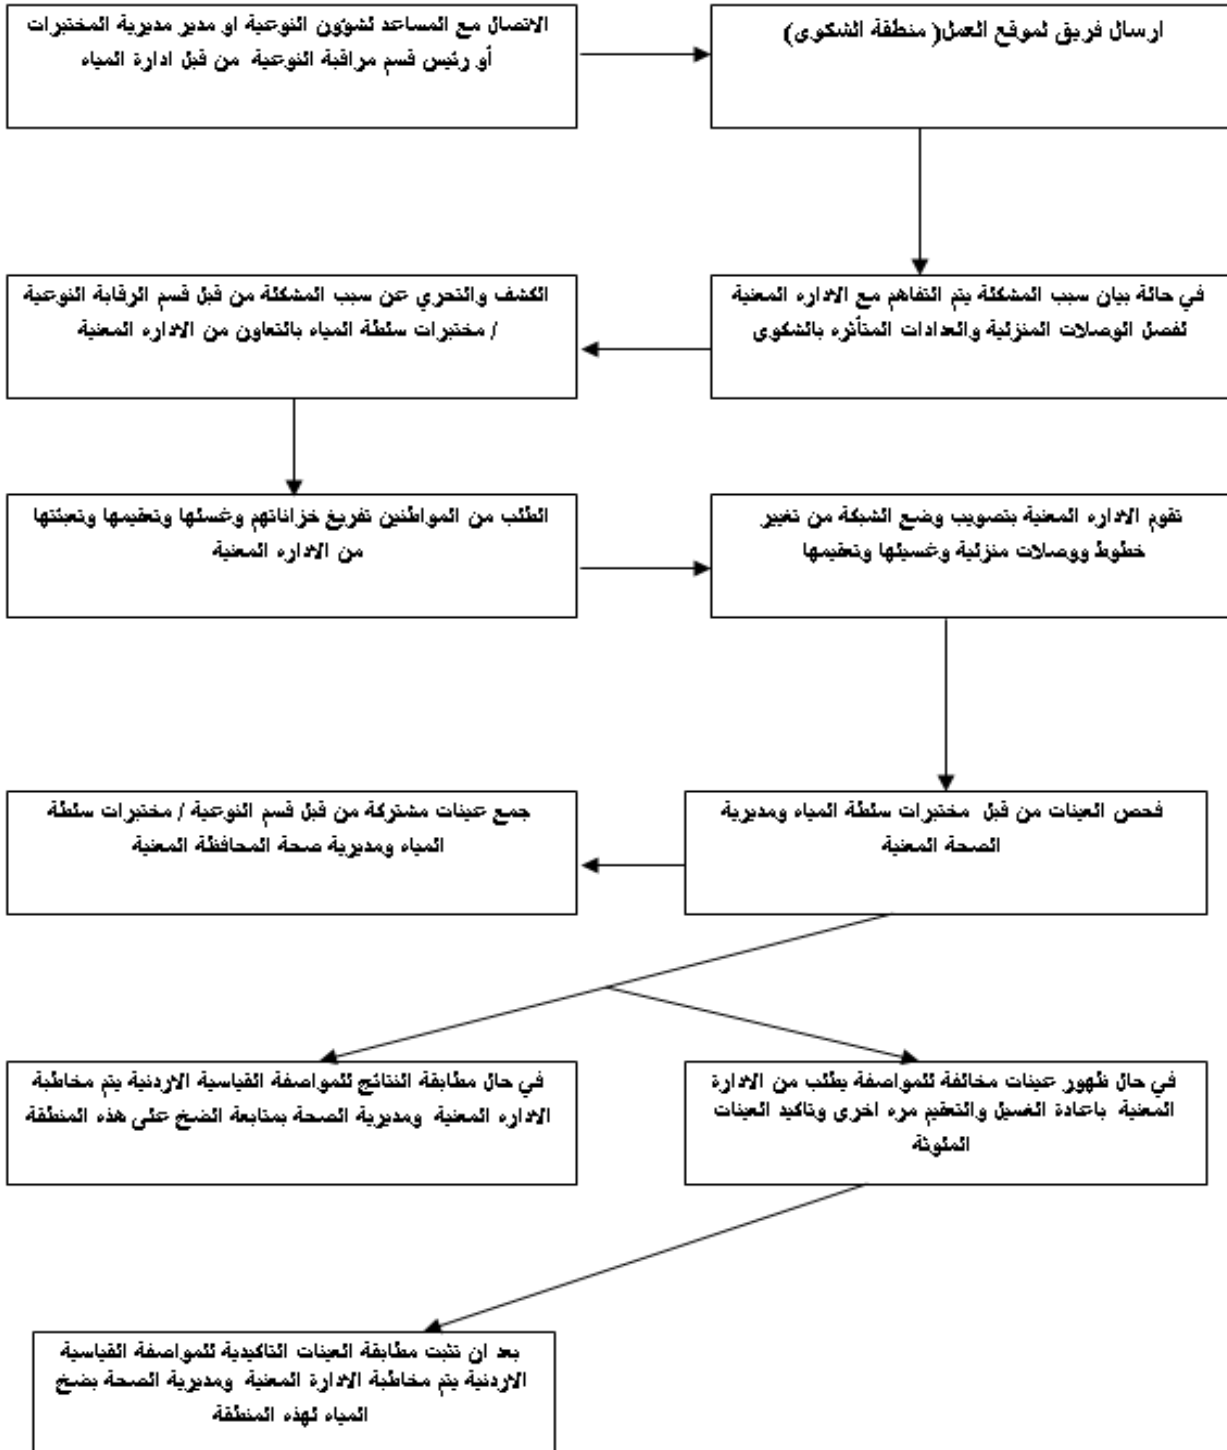 الاتصال مع المساعد لشؤون النوعية او مدير مديرية المختبرات
أو رئيس قسم مراقبة النوعية من قبل ادارة المياه
ارسال فريق لموقع العمل( منطقة الشكوى)
في حالة بيان سبب المشكلة يتم التفاهم مع الاداره المعنية
لفصل الوصلات المنزلية والعدادات المتأثره بالشكوى
الكشف والتحري عن سبب المشكلة من قبل قسم الرقابة النوعية
/ مختبرات سلطة المياه بالتعاون من الاداره المعنية
الطلب من المواطنين تفريغ خزاناتهم وغسلها وتعقيمها وتعبئتها
من الاداره المعنية
تقوم الاداره المعنية بتصويب وضع الشبكة من تغيير
خطوط ووصلات منزلية وغسيلها وتعقيمها
فحص العينات من قبل مختبرات سلطة المياه ومديرية
الصحة المعنية
جمع عينات مشتركة من قبل قسم النوعية / مختبرات سلطة
المياه ومديرية صحة المحافظة المعنية
في حال ظهور عينات مخالفة للمواصفة يطلب من الادارة
المعنية باعادة الغسيل والتعقيم مره اخرى وتاكيد العينات
الملوثة
في حال مطابقة النتائج للمواصفة القياسية الاردنية يتم مخاطبة
الاداره المعنية ومديرية الصحة بمتابعة الضخ على هذه المنطقة
بعد ان تثبت مطابقة العينات التاكيدية للمواصفة القياسية
الاردنية يتم مخاطبة الادارة المعنية ومديرية الصحة بضخ
المياه لهذه المنطقة